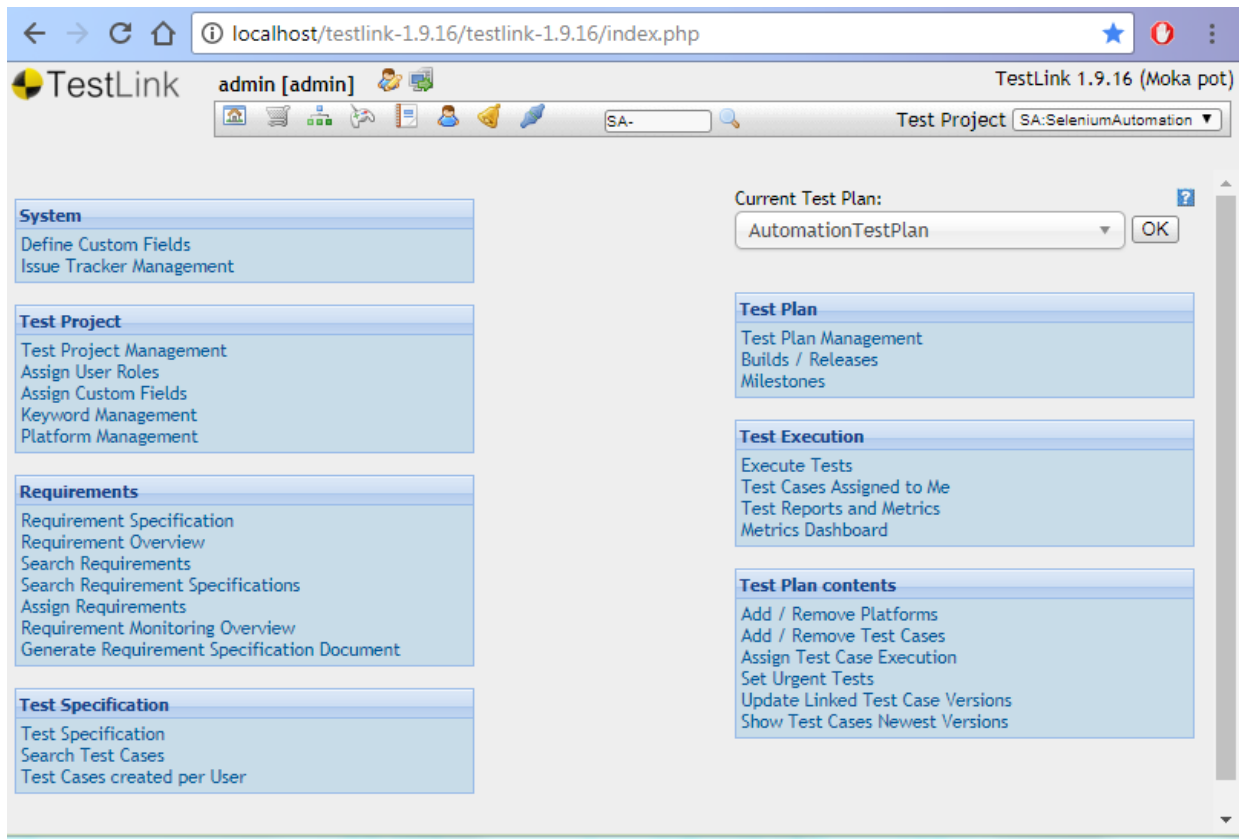 localhost/testlink-1.9.16/testlink-1.9.16/index.php
TestLink
admin [admin]
TestLink 1.9.16 (Moka pot)
SA-
Test Project
SA:SeleniumAutomation
System
Define Custom Fields
Issue Tracker Management
Test Project
Test Project Management
Assign User Roles
Assign Custom Fields
Keyword Management
Platform Management
Requirements
Requirement Specification
Requirement Overview
Search Requirements
Search Requirement Specifications
Assign Requirements
Requirement Monitoring Overview
Generate Requirement Specification Document
Test Specification
Test Specification
Search Test Cases
Test Cases created per User
Current Test Plan:
?
AutomationTestPlan
OK
Test Plan
Test Plan Management
Builds / Releases
Milestones
Test Execution
Execute Tests
Test Cases Assigned to Me
Test Reports and Metrics
Metrics Dashboard
Test Plan contents
Add / Remove Platforms
Add / Remove Test Cases
Assign Test Case Execution
Set Urgent Tests
Update Linked Test Case Versions
Show Test Cases Newest Versions